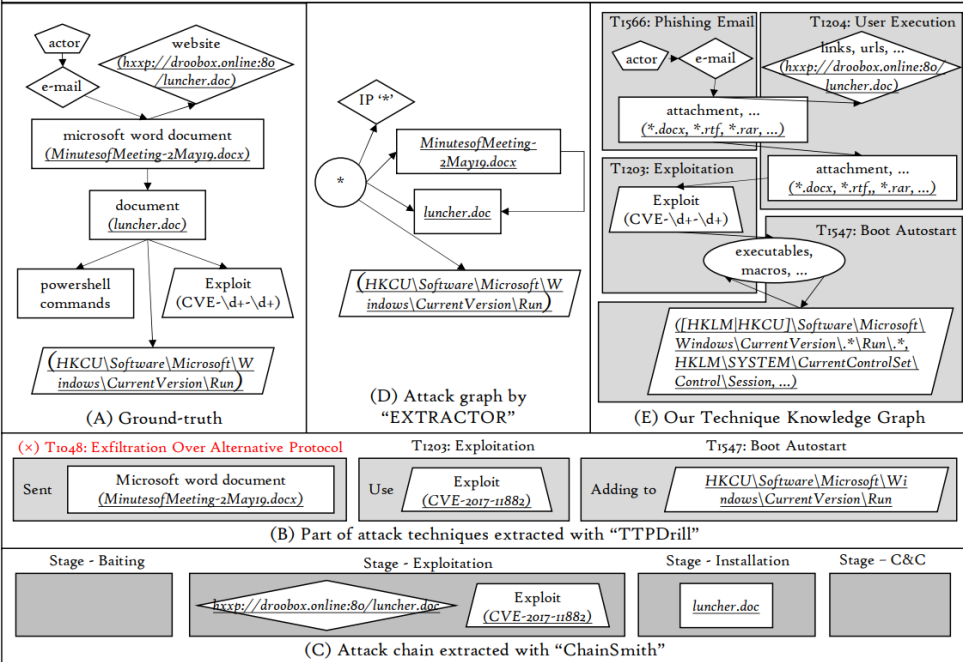 actor
e-mail
website
(hxxp://droobox.online:80
/luncher.doc)
microsoft word document
(MinutesofMeeting-2May19.docx)
document
(luncher.doc)
powershell
commands
Exploit
(CVE-\d+-\d+)
(HKCU\Software\Microsoft\W
indows\CurrentVersion\Run)
(A) Ground-truth
IP ‘*’
*
MinutesofMeeting-
2May19.docx
luncher.doc
(HKCU\Software\Microsoft\W
indows\CurrentVersion\Run)
(D) Attack graph by
“EXTRACTOR”
T1566: Phishing Email
actor
e-mail
attachment, ...
(*.docx, *.rtf, *.rar, ...)
T1204: User Execution
links, urls, ...
(hxxp://droobox.online:80/
luncher.doc)
attachment, ...
(*.docx, *.rtf,, *.rar, ...)
T1203: Exploitation
Exploit
(CVE-\d+-\d+)
T1547: Boot Autostart
executables,
macros, ...
([HKLM|HKCU]\Software\Microsoft\
Windows\CurrentVersion\.*\Run\.*,
HKLM\SYSTEM\CurrentControlSet\
Control\Session, ...)
(E) Our Technique Knowledge Graph
(×) T1048: Exfiltration Over Alternative Protocol
Sent
Microsoft word document
(MinutesofMeeting-2May19.docx)
T1203: Exploitation
Use
Exploit
(CVE-2017-11882)
T1547: Boot Autostart
Adding to
HKCU\Software\Microsoft\Wi
ndows\CurrentVersion\Run
(B) Part of attack techniques extracted with “TTPDrill”
Stage - Baiting
Stage - Exploitation
hxxp://droobox.online:80/luncher.doc
Exploit
(CVE-2017-11882)
Stage - Installation
luncher.doc
Stage – C&C
(C) Attack chain extracted with “ChainSmith”